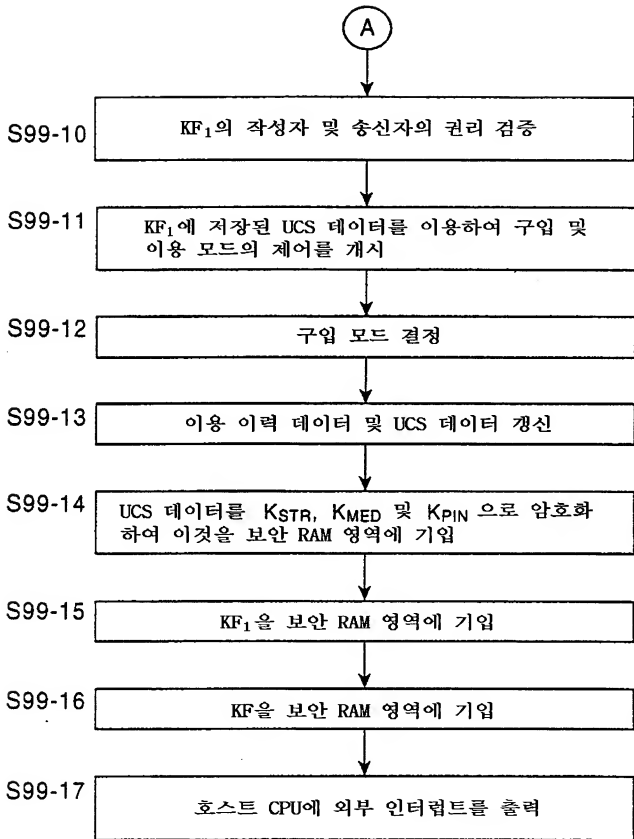 A
S99-10
KF₁의 작성자 및 송신자의 권리 검증
S99-11
KF₁에 저장된 UCS 데이터를 이용하여 구입 및
이용 모드의 제어를 개시
S99-12
구입 모드 결정
S99-13
이용 이력 데이터 및 UCS 데이터 갱신
S99-14
UCS 데이터를 K_STR, K_MED 및 K_PIN 으로 암호화
하여 이것을 보안 RAM 영역에 기입
S99-15
KF₁을 보안 RAM 영역에 기입
S99-16
KF을 보안 RAM 영역에 기입
S99-17
호스트 CPU에 외부 인터럽트를 출력